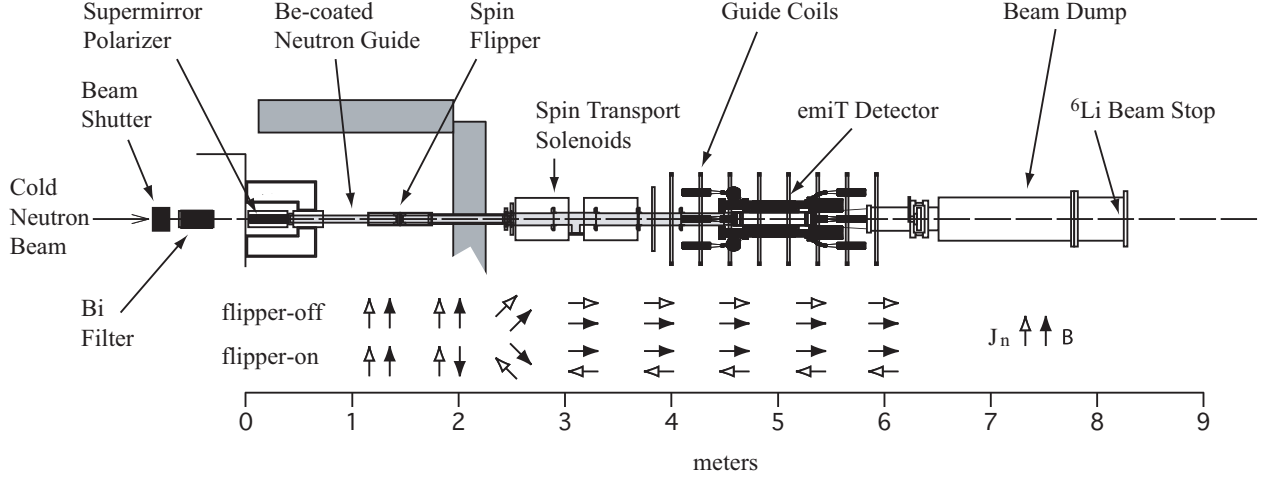 Supermirror
Polarizer
Be-coated
Neutron Guide
Spin
Flipper
Guide Coils
Beam Dump
Beam
Shutter
Spin Transport
Solenoids
emiT Detector
⁶Li Beam Stop
Cold
Neutron
Beam
Bi
Filter
flipper-off
flipper-on
Jn B
0 1 2 3 4 5 6 7 8 9
meters